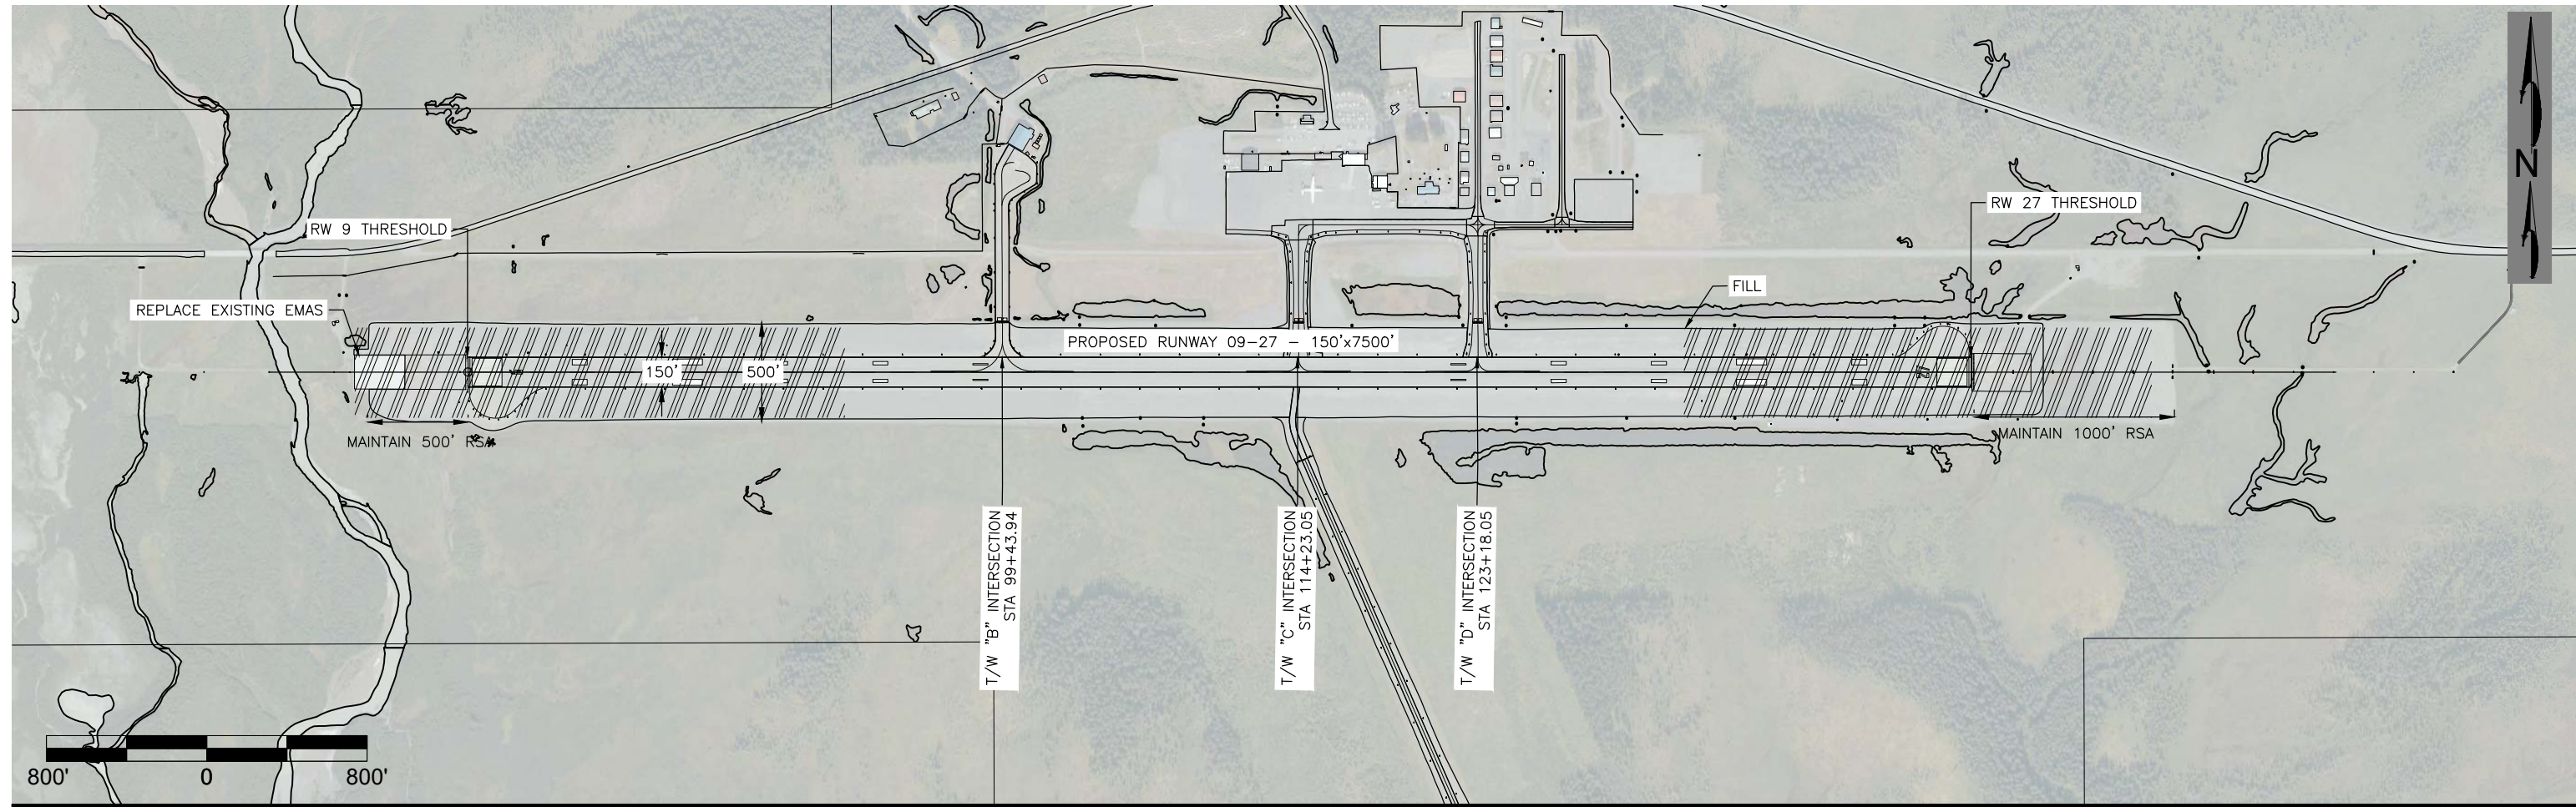 N
RW 27 THRESHOLD
RW 9 THRESHOLD
FILL
REPLACE EXISTING EMAS
PROPOSED RUNWAY 09-27 - 150'x7500'
150'
500'
27
MAINTAIN 500' RSA
MAINTAIN 1000' RSA
T/W "B" INTERSECTION
STA 99+43.94
T/W "C" INTERSECTION
STA 114+23.05
T/W "D" INTERSECTION
STA 123+18.05
800'
0
800'